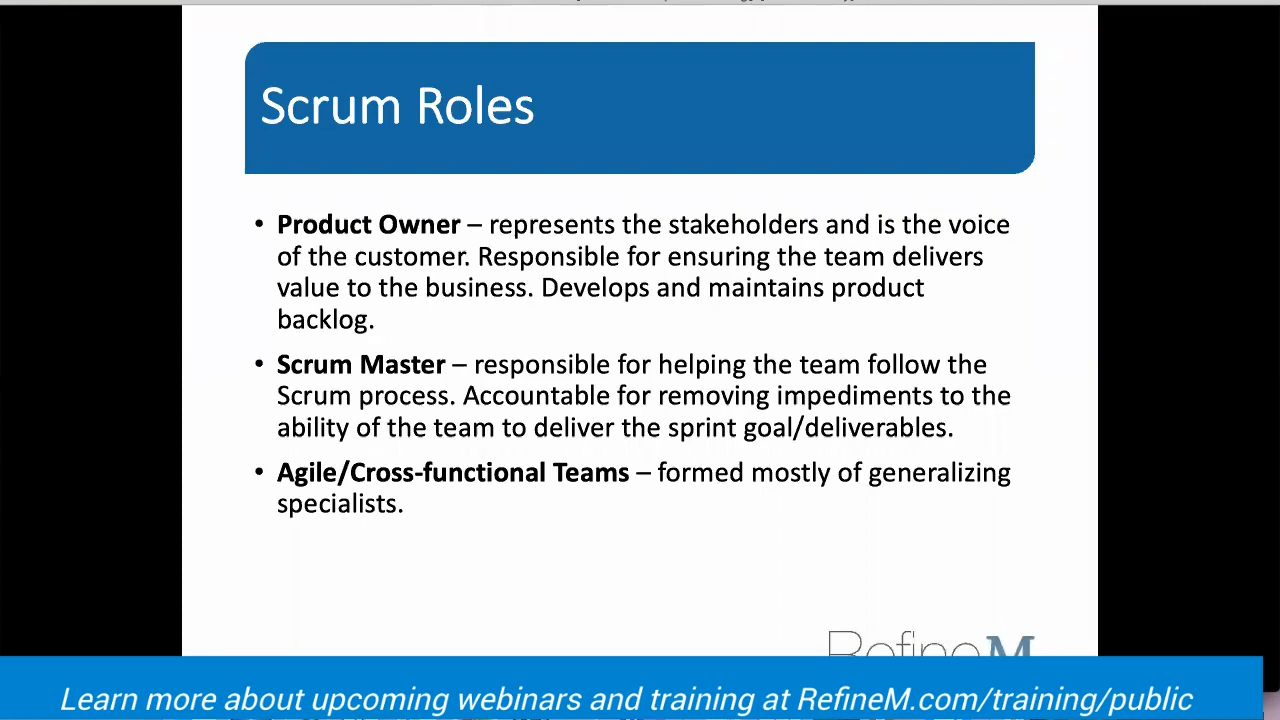 Scrum Roles
• Product Owner – represents the stakeholders and is the voice
of the customer. Responsible for ensuring the team delivers
value to the business. Develops and maintains product
backlog.
• Scrum Master – responsible for helping the team follow the
Scrum process. Accountable for removing impediments to the
ability of the team to deliver the sprint goal/deliverables.
• Agile/Cross-functional Teams – formed mostly of generalizing
specialists.
RefineM
Learn more about upcoming webinars and training at RefineM.com/training/public